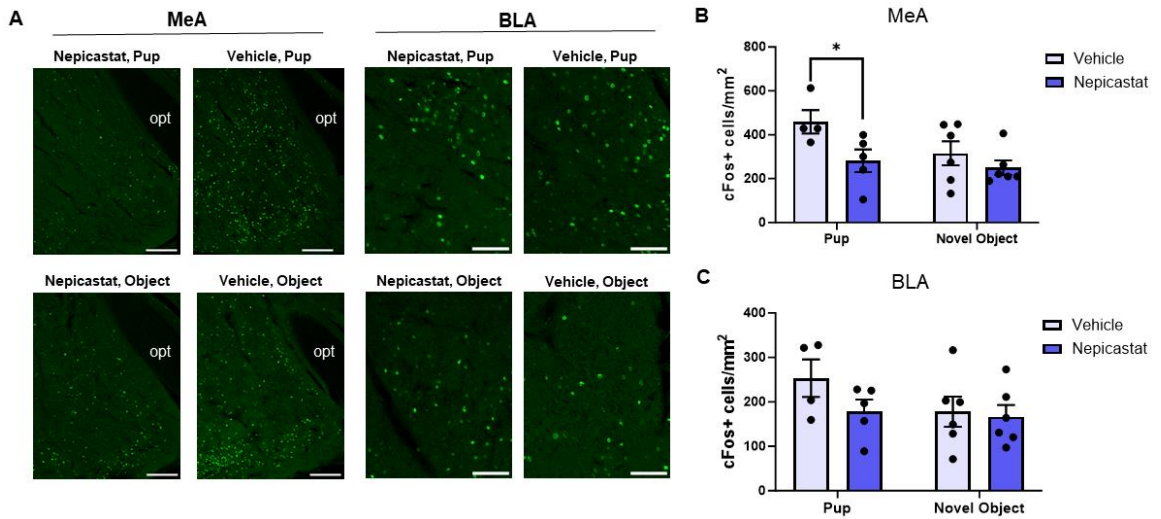 A
MeA
BLA
Nepicastat, Pup
Vehicle, Pup
Nepicastat, Pup
Vehicle, Pup
opt
opt
Nepicastat, Object
Vehicle, Object
Nepicastat, Object
Vehicle, Object
opt
opt
B
MeA
cFos+ cells/mm2
800
600
400
200
0
*
Pup
Novel Object
Vehicle
Nepicastat
C
BLA
cFos+ cells/mm2
400
300
200
100
0
Pup
Novel Object
Vehicle
Nepicastat